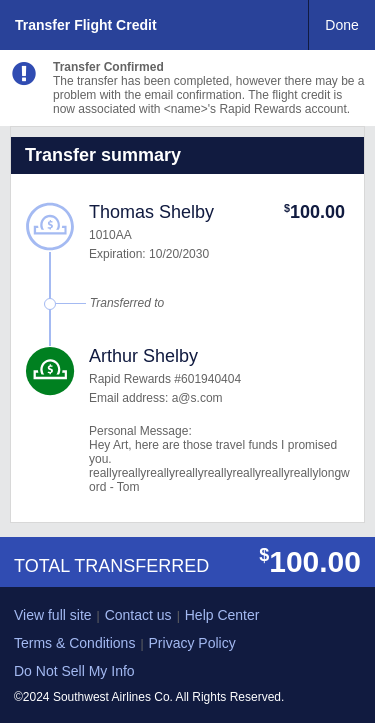 Transfer Flight Credit
Done
Transfer Confirmed
The transfer has been completed, however there may be a
problem with the email confirmation. The flight credit is
now associated with <name>'s Rapid Rewards account.
Transfer summary
Thomas Shelby $100.00
1010AA
Expiration: 10/20/2030
Transferred to
Arthur Shelby
Rapid Rewards #601940404
Email address: a@s.com
Personal Message:
Hey Art, here are those travel funds I promised
you.
reallyreallyreallyreallyreallyreallyreallyreallylongw
ord - Tom
TOTAL TRANSFERRED $100.00
View full site | Contact us | Help Center
Terms & Conditions | Privacy Policy
Do Not Sell My Info
©2024 Southwest Airlines Co. All Rights Reserved.